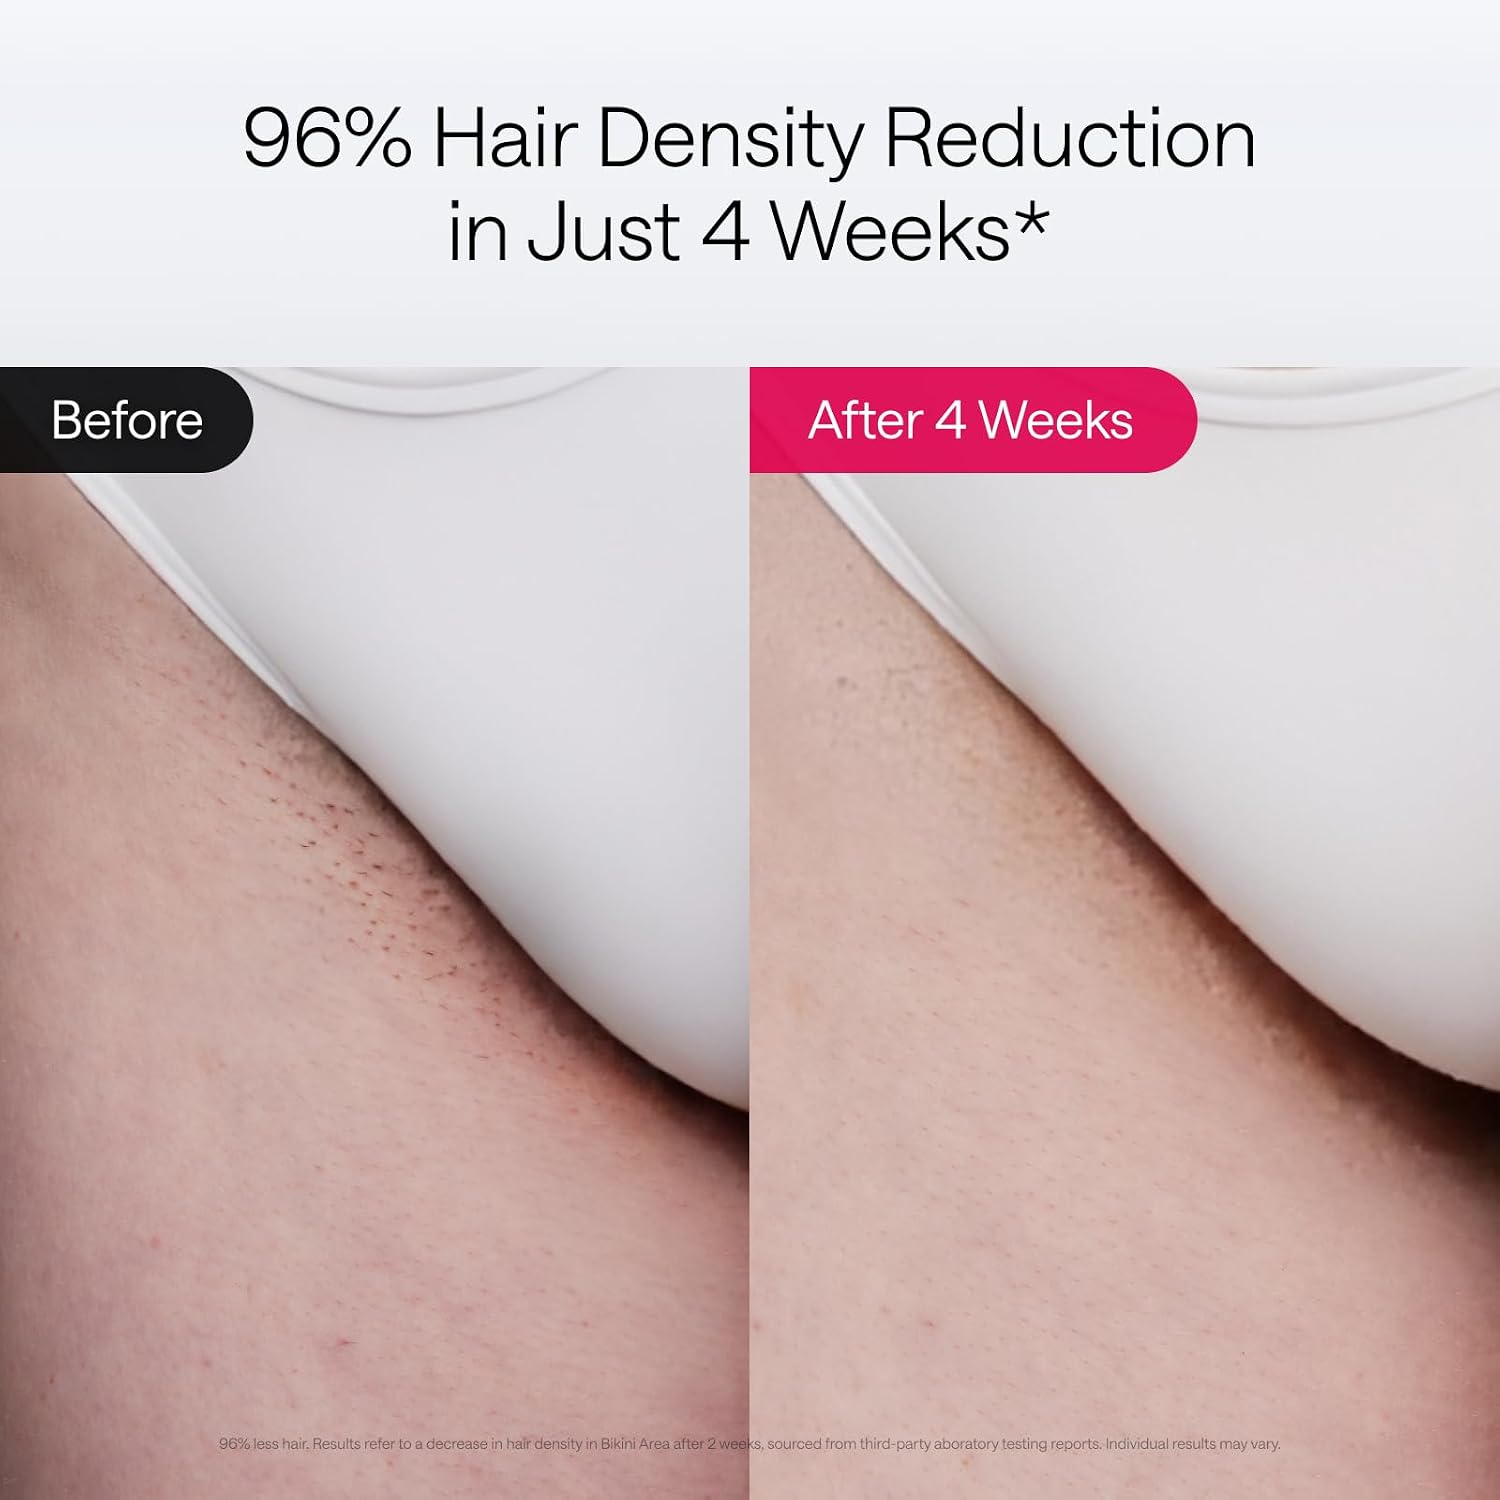 96% Hair Density Reduction
in Just 4 Weeks*
Before
After 4 Weeks
96% less hair. Results refer to a decrease in hair density in Bikini Area after 2 weeks, sourced from third-party aboratory testing reports. Individual results may vary.